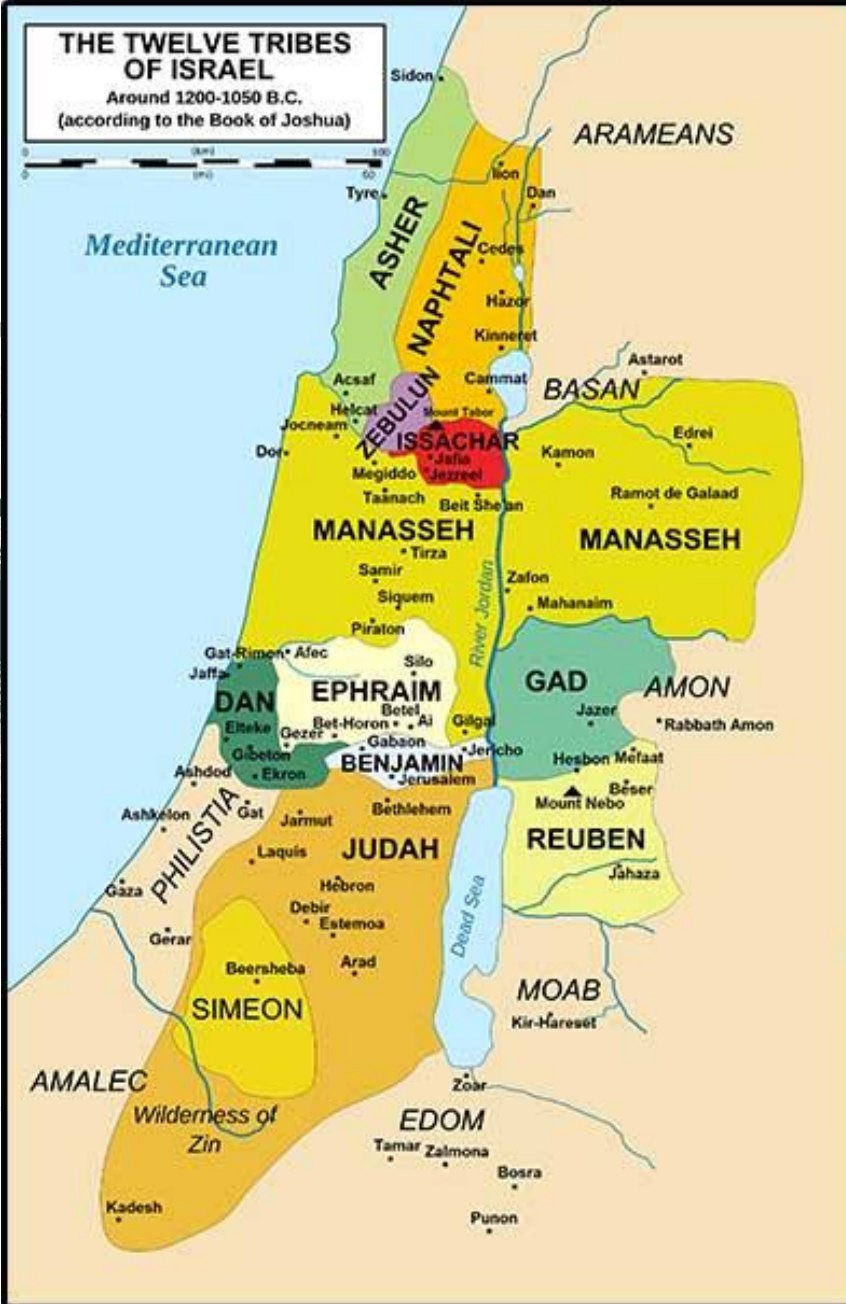 THE TWELVE TRIBES
OF ISRAEL
Around 1200-1050 B.C.
(according to the Book of Joshua)
0 (km) 100
0 (mi) 60
Sidon
ARAMEANS
Ilion
Tyre
Dan
ASHER
NAPHTALI
Mediterranean
Sea
Cedes
Hazor
Kinneret
Astarot
Acsaf
Cammat
BASAN
ZEBULUN
Helcat
Mount Tabor
Jocneam
ISSACHAR
Edrei
Dor
Jafia
Kamon
Megiddo
Jezreel
Taanach
Beit She'an
Ramot de Galaad
MANASSEH
MANASSEH
Tirza
Samir
Zafon
Siquem
Mahanaim
River Jordan
Piraton
Gat-Rimon
Afec
Silo
Jaffa
GAD
AMON
DAN
EPHRAIM
Betel
Elteke
Bet-Horon
Ai
Gilgal
Jazer
Rabbath Amon
Gezer
Gabaon
Jericho
Gibeton
BENJAMIN
Hesbon
Mefaat
Ashdod
Ekron
Jerusalem
Beser
Mount Nebo
Ashkelon
Gat
Jarmut
Bethlehem
PHILISTIA
JUDAH
REUBEN
Laquis
Jahaza
Gaza
Hebron
Dead Sea
Debir
Estemoa
Gerar
Beersheba
Arad
SIMEON
MOAB
Kir-Hareset
AMALEC
Zoar
Wilderness of
Zin
EDOM
Tamar
Zalmona
Bosra
Kadesh
Punon